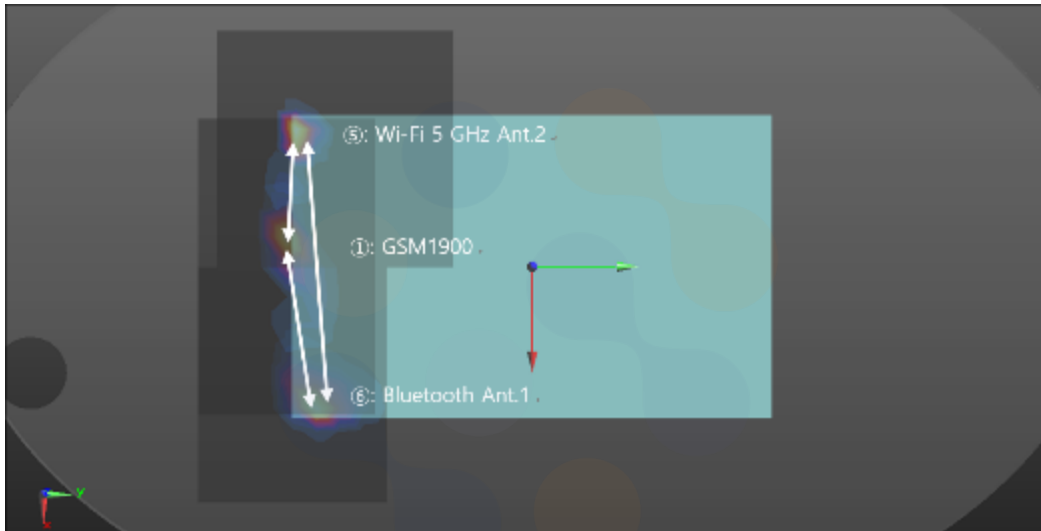 ⑤: Wi-Fi 5 GHz Ant.2
①: GSM1900
⑥: Bluetooth Ant.1
Y
x